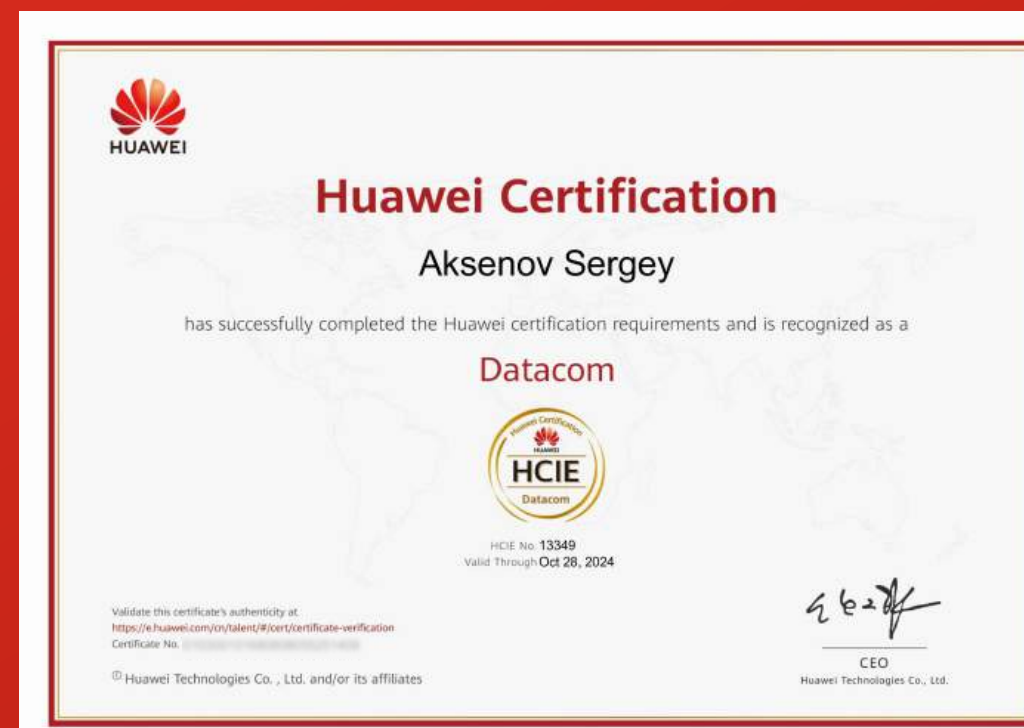 HUAWEI
Huawei Certification
Aksenov Sergey
has successfully completed the Huawei certification requirements and is recognized as a
Datacom
Huawei Certification
HUAWEI
HCIE
Datacom
HCIE No. 13349
Valid Through Oct 28, 2024
Validate this certificate's authenticity at
https://e.huawei.com/cn/talent/#/cert/certificate-verification
Certificate No.
© Huawei Technologies Co. , Ltd. and/or its affiliates
CEO
Huawei Technologies Co., Ltd.